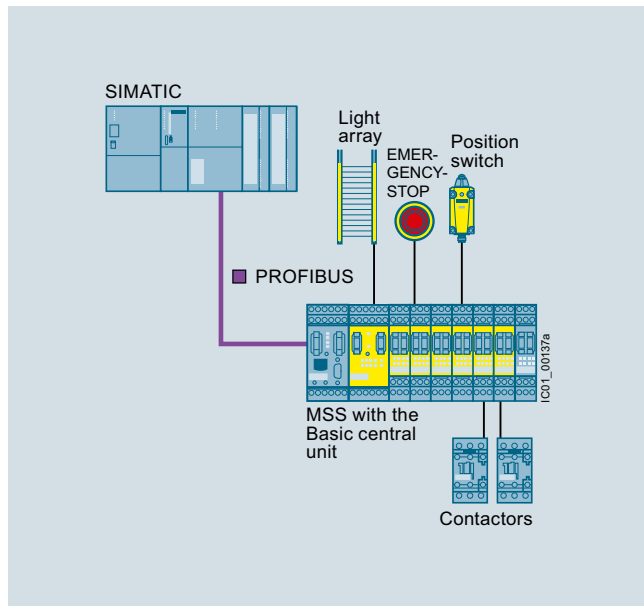 SIMATIC
Light
array
EMER-
GENCY-
STOP
Position
switch
PROFIBUS
IC01_00137a
MSS with the
Basic central
unit
Contactors